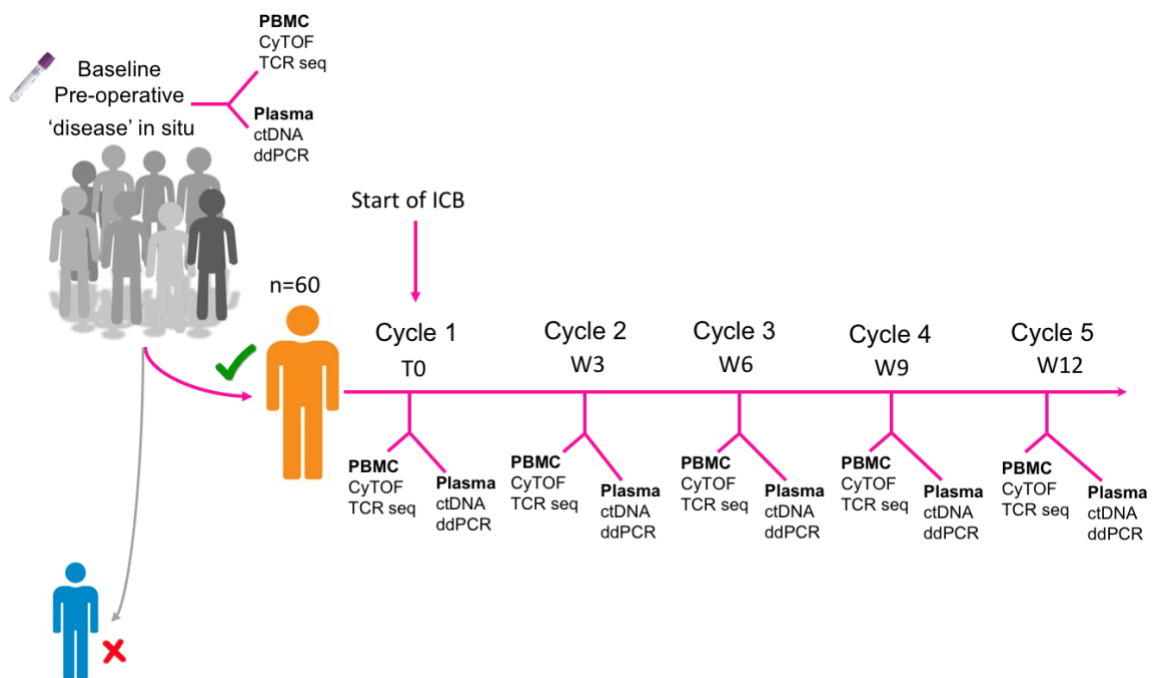 Baseline
Pre-operative
‘disease’ in situ
PBMC
CyTOF
TCR seq
Plasma
ctDNA
ddPCR
Start of ICB
n=60
Cycle 1
T0
Cycle 2
W3
Cycle 3
W6
Cycle 4
W9
Cycle 5
W12
PBMC
CyTOF
TCR seq
Plasma
ctDNA
ddPCR
PBMC
CyTOF
TCR seq
Plasma
ctDNA
ddPCR
PBMC
CyTOF
TCR seq
Plasma
ctDNA
ddPCR
PBMC
CyTOF
TCR seq
Plasma
ctDNA
ddPCR
PBMC
CyTOF
TCR seq
Plasma
ctDNA
ddPCR